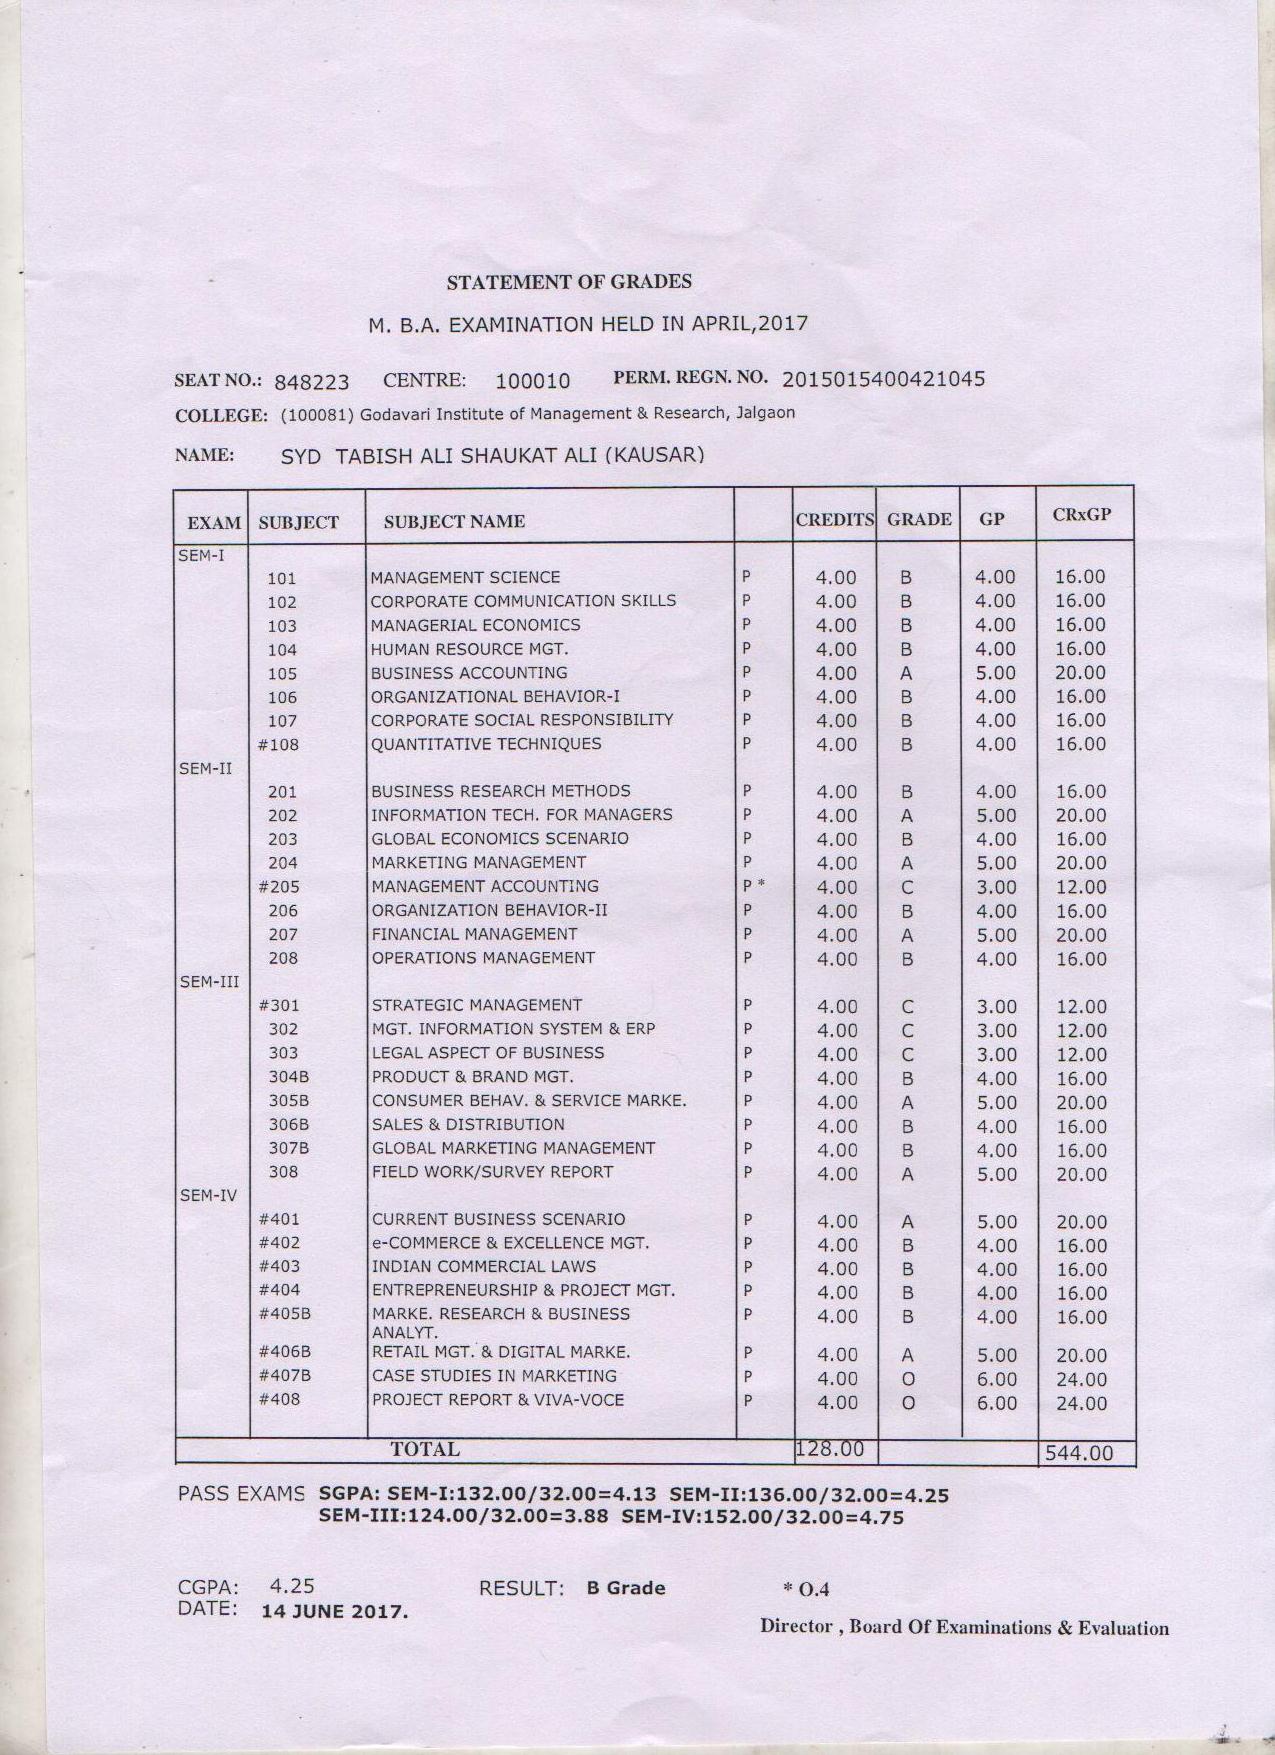 STATEMENT OF GRADES
M. B.A. EXAMINATION HELD IN APRIL,2017
SEAT NO.: 848223 CENTRE: 100010 PERM. REGN. NO. 2015015400421045
COLLEGE: (100081) Godavari Institute of Management & Research, Jalgaon
NAME: SYD TABISH ALI SHAUKAT ALI (KAUSAR)
EXAM SUBJECT SUBJECT NAME CREDITS GRADE GP CRxGP
SEM-I
101 MANAGEMENT SCIENCE P 4.00 B 4.00 16.00
102 CORPORATE COMMUNICATION SKILLS P 4.00 B 4.00 16.00
103 MANAGERIAL ECONOMICS P 4.00 B 4.00 16.00
104 HUMAN RESOURCE MGT. P 4.00 B 4.00 16.00
105 BUSINESS ACCOUNTING P 4.00 A 5.00 20.00
106 ORGANIZATIONAL BEHAVIOR-I P 4.00 B 4.00 16.00
107 CORPORATE SOCIAL RESPONSIBILITY P 4.00 B 4.00 16.00
#108 QUANTITATIVE TECHNIQUES P 4.00 B 4.00 16.00
SEM-II
201 BUSINESS RESEARCH METHODS P 4.00 B 4.00 16.00
202 INFORMATION TECH. FOR MANAGERS P 4.00 A 5.00 20.00
203 GLOBAL ECONOMICS SCENARIO P 4.00 B 4.00 16.00
204 MARKETING MANAGEMENT P 4.00 A 5.00 20.00
#205 MANAGEMENT ACCOUNTING P * 4.00 C 3.00 12.00
206 ORGANIZATION BEHAVIOR-II P 4.00 B 4.00 16.00
207 FINANCIAL MANAGEMENT P 4.00 A 5.00 20.00
208 OPERATIONS MANAGEMENT P 4.00 B 4.00 16.00
SEM-III
#301 STRATEGIC MANAGEMENT P 4.00 C 3.00 12.00
302 MGT. INFORMATION SYSTEM & ERP P 4.00 C 3.00 12.00
303 LEGAL ASPECT OF BUSINESS P 4.00 C 3.00 12.00
304B PRODUCT & BRAND MGT. P 4.00 B 4.00 16.00
305B CONSUMER BEHAV. & SERVICE MARKE. P 4.00 A 5.00 20.00
306B SALES & DISTRIBUTION P 4.00 B 4.00 16.00
307B GLOBAL MARKETING MANAGEMENT P 4.00 B 4.00 16.00
308 FIELD WORK/SURVEY REPORT P 4.00 A 5.00 20.00
SEM-IV
#401 CURRENT BUSINESS SCENARIO P 4.00 A 5.00 20.00
#402 e-COMMERCE & EXCELLENCE MGT. P 4.00 B 4.00 16.00
#403 INDIAN COMMERCIAL LAWS P 4.00 B 4.00 16.00
#404 ENTREPRENEURSHIP & PROJECT MGT. P 4.00 B 4.00 16.00
#405B MARKE. RESEARCH & BUSINESS P 4.00 B 4.00 16.00
ANALYT.
#406B RETAIL MGT. & DIGITAL MARKE. P 4.00 A 5.00 20.00
#407B CASE STUDIES IN MARKETING P 4.00 O 6.00 24.00
#408 PROJECT REPORT & VIVA-VOCE P 4.00 O 6.00 24.00
TOTAL 128.00 544.00
PASS EXAMS SGPA: SEM-I:132.00/32.00=4.13 SEM-II:136.00/32.00=4.25
SEM-III:124.00/32.00=3.88 SEM-IV:152.00/32.00=4.75
CGPA: 4.25 RESULT: B Grade * O.4
DATE: 14 JUNE 2017.
Director , Board Of Examinations & Evaluation